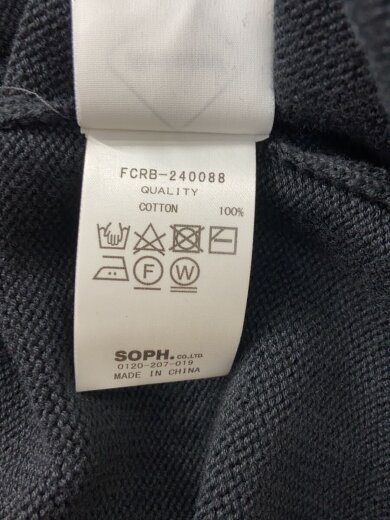 FCRB-240088
QUALITY
COTTON 100%
F W
SOPH. CO.,LTD.
0120-207-019
MADE IN CHINA